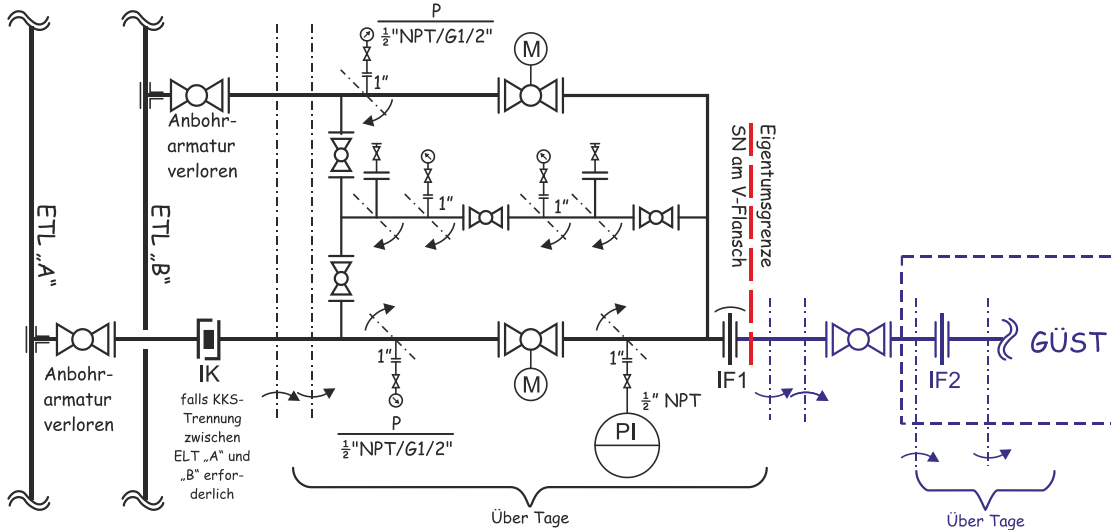 P
½"NPT/G1/2"
M
1"
Anbohr-
armatur
verloren
1"
1"
ETL „A"
ETL „B"
Eigentumsgrenze
SN am V-Flansch
GÜST
1"
1"
IK
M
IF1
IF2
Anbohr-
armatur
verloren
falls KKS-
Trennung
zwischen
ELT „A" und
„B" erfor-
derlich
½" NPT
P
½"NPT/G1/2"
PI
Über Tage
Über Tage